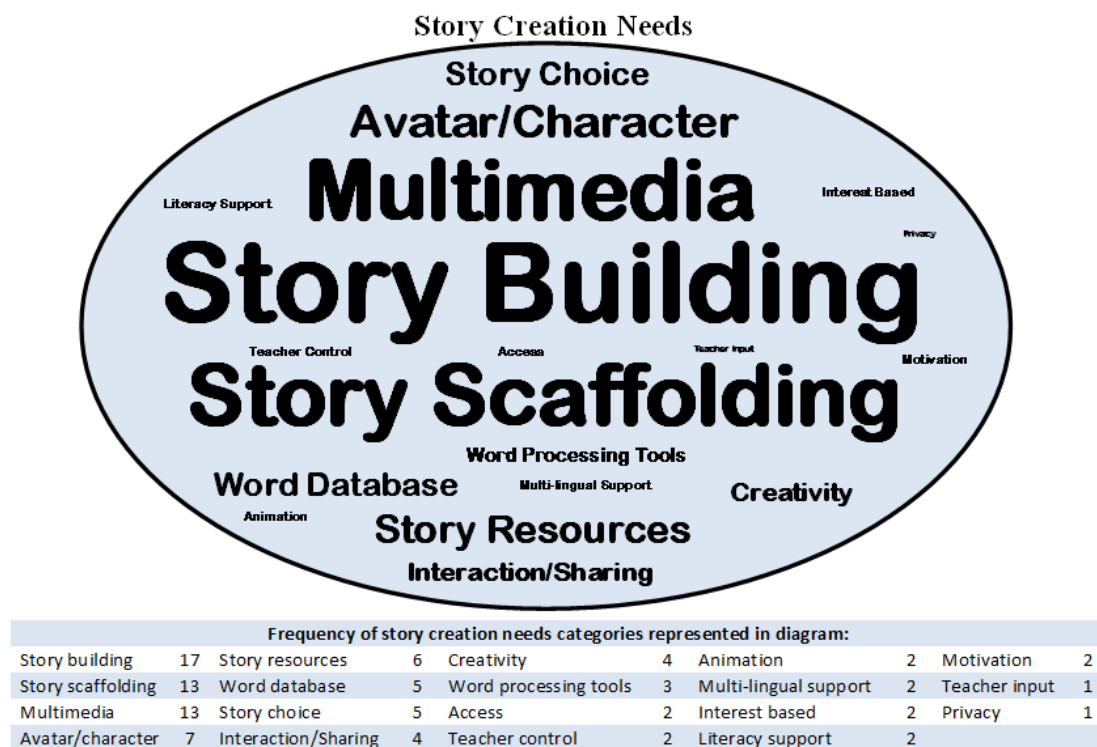 Story Creation Needs
Story Choice
Avatar/Character
Multimedia
Literacy Support
Interest Based
Privacy
Story Building
Teacher Control Access Teacher Input
Motivation
Story Scaffolding
Word Processing Tools
Word Database Multi-lingual Support Creativity
Animation
Story Resources
Interaction/Sharing
Frequency of story creation needs categories represented in diagram:
Story building 17 Story resources 6 Creativity 4 Animation 2 Motivation 2
Story scaffolding 13 Word database 5 Word processing tools 3 Multi-lingual support 2 Teacher input 1
Multimedia 13 Story choice 5 Access 2 Interest based 2 Privacy 1
Avatar/character 7 Interaction/Sharing 4 Teacher control 2 Literacy support 2